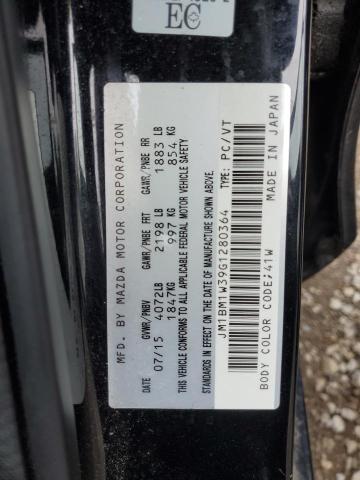 EC
MFD. BY MAZDA MOTOR CORPORATION
DATE GVWR/PNBV GAWR/PNBE FRT GAWR/PNBE RR
07/15 4072LB 2198 LB 1883 LB
1847KG 997 KG 854 KG
THIS VEHICLE CONFORMS TO ALL APPLICABLE FEDERAL MOTOR VEHICLE SAFETY
STANDARDS IN EFFECT ON THE DATE OF MANUFACTURE SHOWN ABOVE.
JM1BM1W39G1280364 TYPE: PC/VT
BODY COLOR CODE;41W MADE IN JAPAN